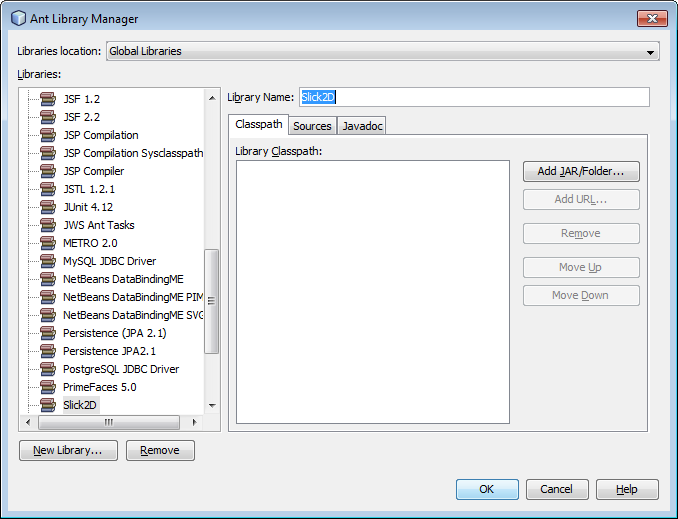 Ant Library Manager
Libraries location: Global Libraries
Libraries:
JSF 1.2
JSF 2.2
JSP Compilation
JSP Compilation Sysclasspath
JSP Compiler
JSTL 1.2.1
JUnit 4.12
JWS Ant Tasks
METRO 2.0
MySQL JDBC Driver
NetBeans DataBindingME
NetBeans DataBindingME PIM
NetBeans DataBindingME SVG
Persistence (JPA 2.1)
Persistence JPA2.1
PostgreSQL JDBC Driver
PrimeFaces 5.0
Slick2D
New Library...
Remove
Library Name: Slick2D
Classpath
Sources
Javadoc
Library Classpath:
Add JAR/Folder...
Add URL...
Remove
Move Up
Move Down
OK
Cancel
Help